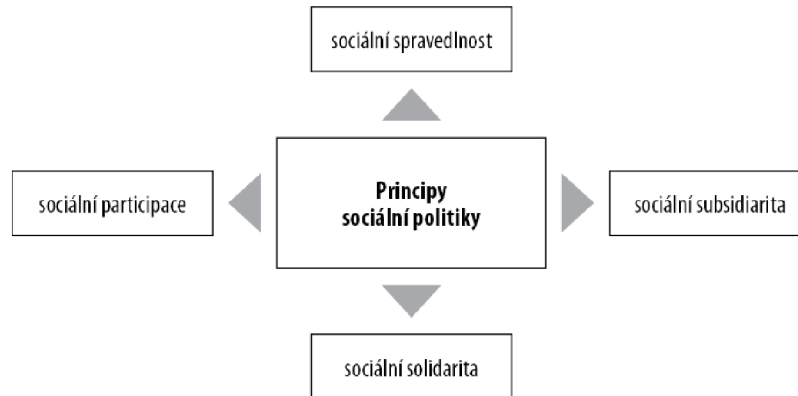 sociální spravedlnost
sociální participace
Principy
sociální politiky
sociální subsidiarita
sociální solidarita